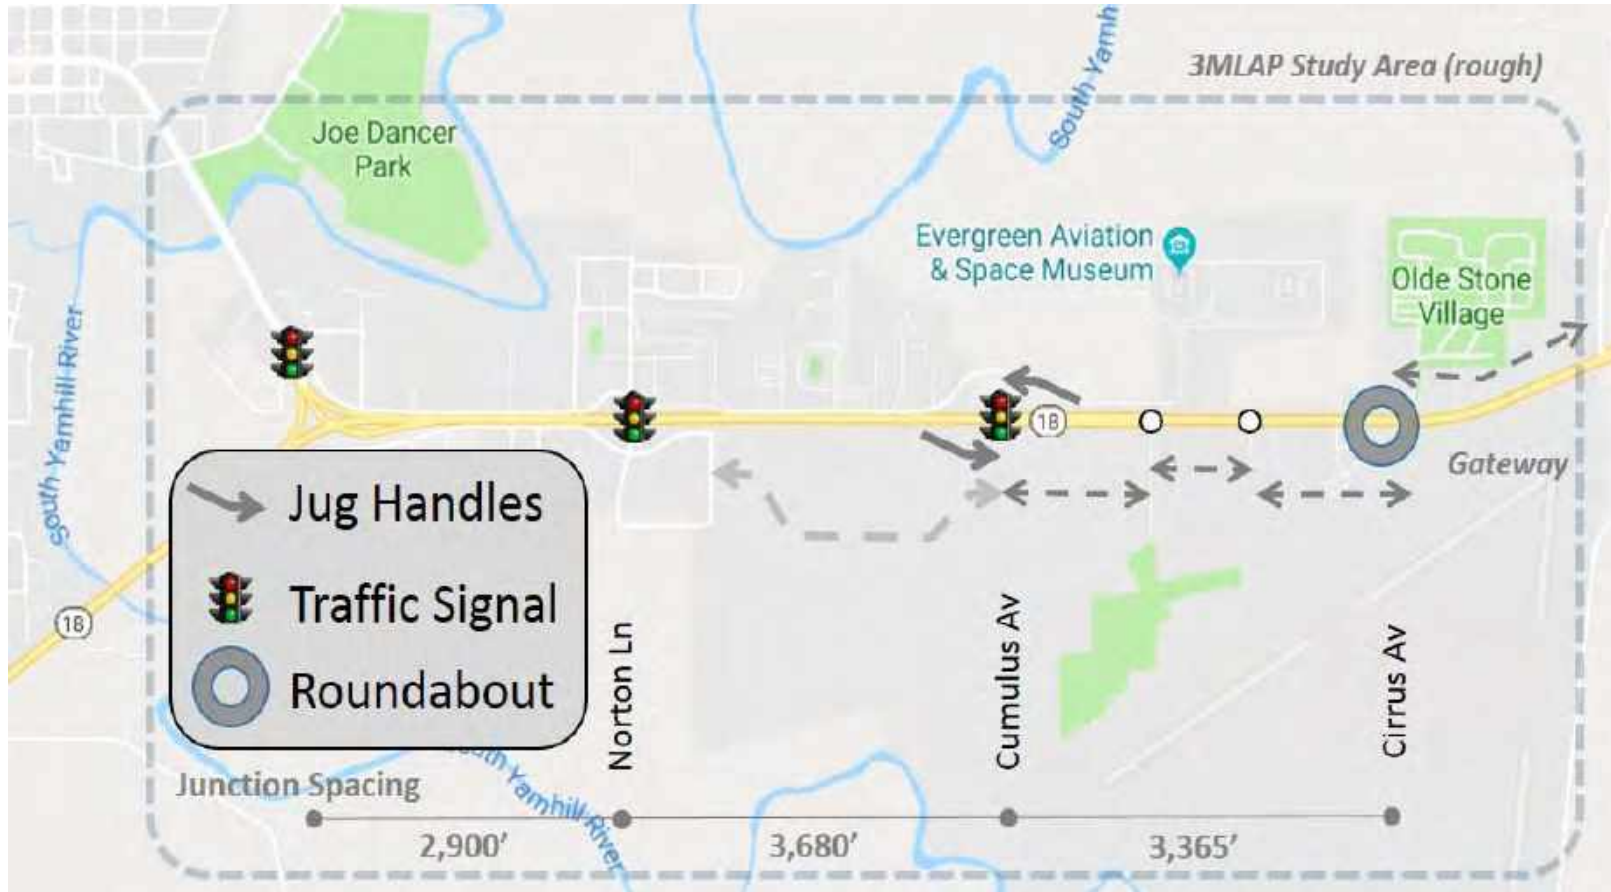 3MLAP Study Area (rough)
South Yamh
Joe Dancer
Park
Evergreen Aviation
& Space Museum
Olde Stone
Village
18
Gateway
South Yamhill River
18
Jug Handles
Traffic Signal
Roundabout
Norton Ln
Cumulus Av
Cirrus Av
South Yamhill River
Junction Spacing
2,900’
3,680’
3,365’